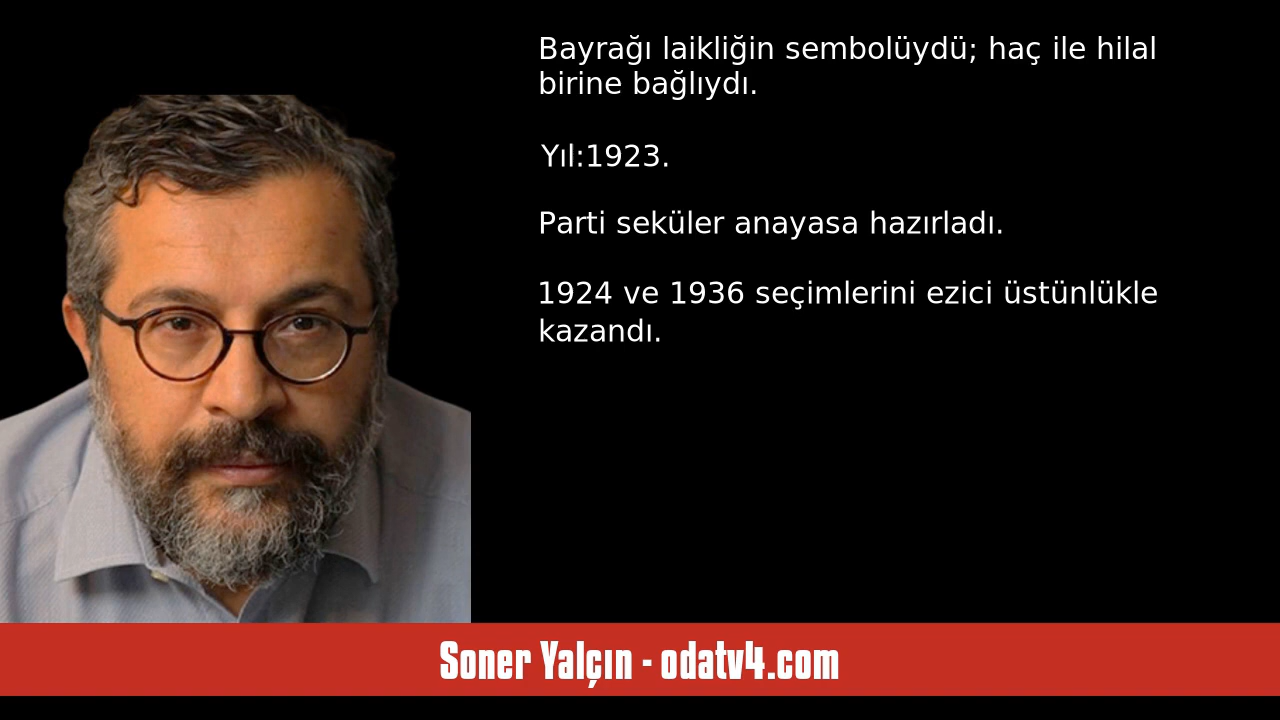 Bayrağı laikliğin sembolüydü; haç ile hilal
birine bağlıydı.
Yıl:1923.
Parti seküler anayasa hazırladı.
1924 ve 1936 seçimlerini ezici üstünlükle
kazandı.
Soner Yalçın - odatv4.com